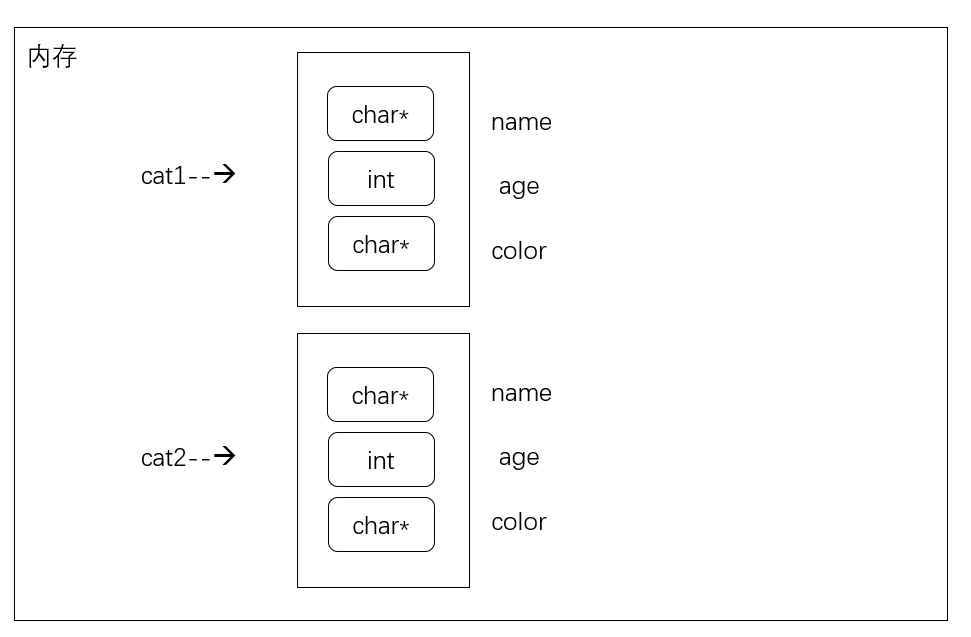 内存
char*
name
cat1-->
int
age
char*
color
char*
name
cat2-->
int
age
char*
color